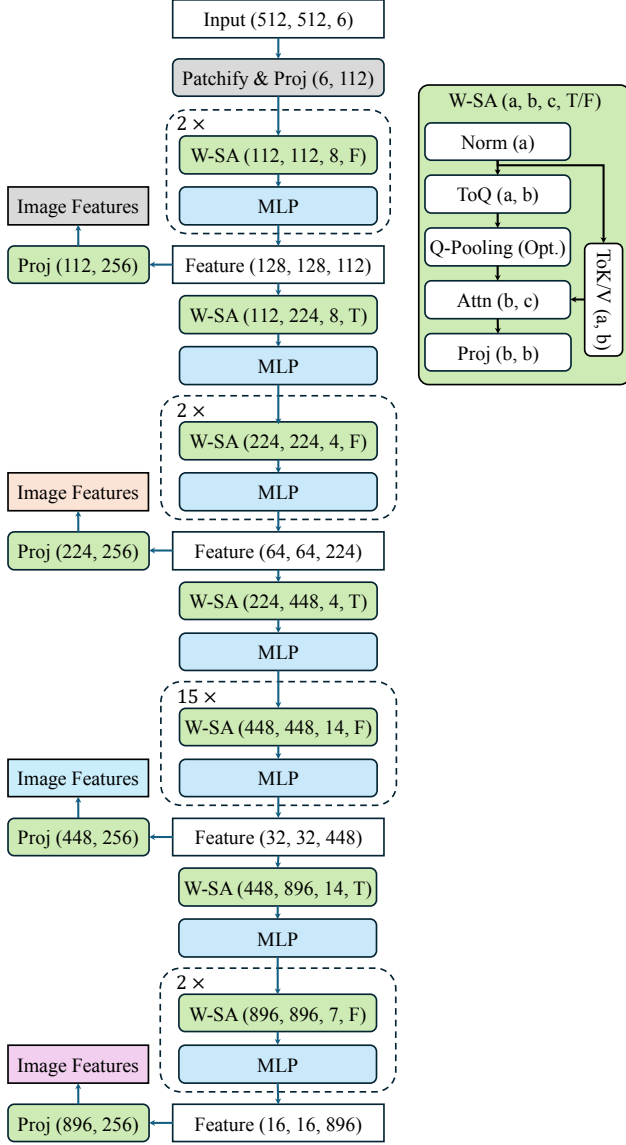 Input (512, 512, 6)
Patchify & Proj (6, 112)
2 ×
W-SA (112, 112, 8, F)
MLP
Image Features
Proj (112, 256)
Feature (128, 128, 112)
W-SA (112, 224, 8, T)
MLP
2 ×
W-SA (224, 224, 4, F)
MLP
Image Features
Proj (224, 256)
Feature (64, 64, 224)
W-SA (224, 448, 4, T)
MLP
15 ×
W-SA (448, 448, 14, F)
MLP
Image Features
Proj (448, 256)
Feature (32, 32, 448)
W-SA (448, 896, 14, T)
MLP
2 ×
W-SA (896, 896, 7, F)
MLP
Image Features
Proj (896, 256)
Feature (16, 16, 896)
W-SA (a, b, c, T/F)
Norm (a)
ToQ (a, b)
Q-Pooling (Opt.)
Attn (b, c)
Proj (b, b)
ToK/V (a, b)